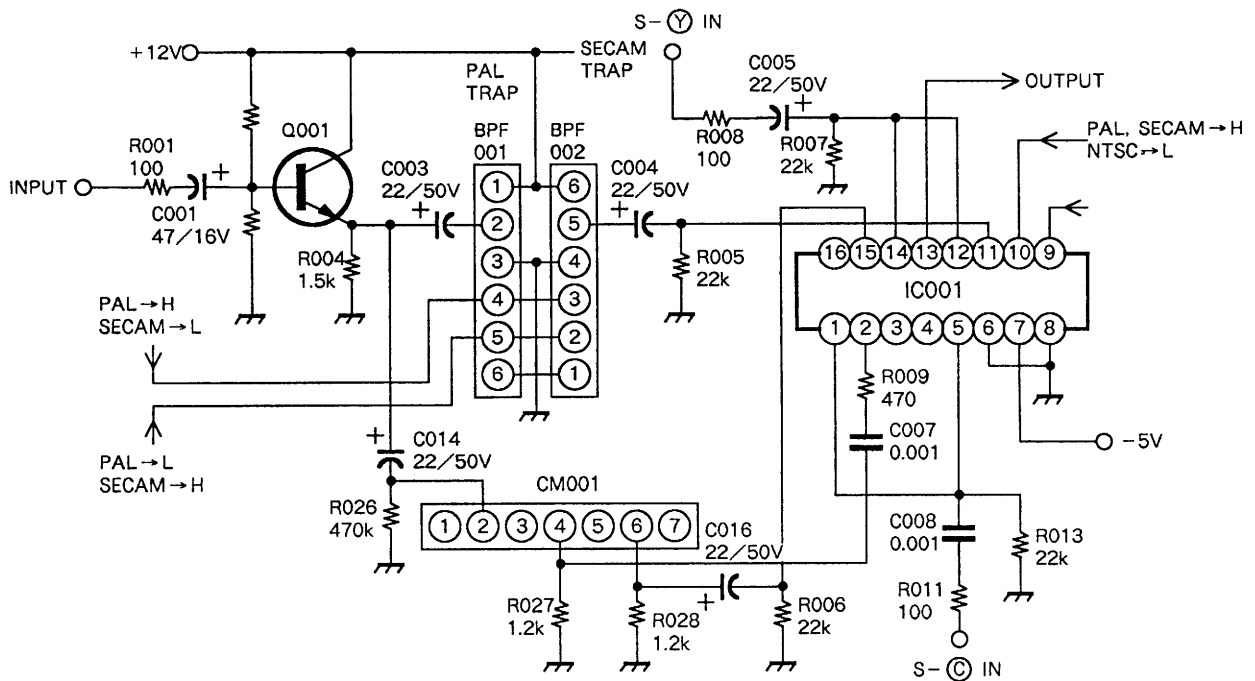 S-Ⓨ IN
+12V
SECAM
TRAP
PAL
TRAP
C005
22/50V
+
OUTPUT
Q001
BPF
001
BPF
002
R008
100
R007
22k
PAL, SECAM→H
NTSC→L
R001
100
+
INPUT
C001
47/16V
C003
22/50V
+
C004
22/50V
+
R004
1.5k
R005
22k
1
2
3
4
5
6
6
5
4
3
2
1
16 15 14 13 12 11 10 9
IC001
1 2 3 4 5 6 7 8
PAL→H
SECAM→L
PAL→L
SECAM→H
R009
470
C007
0.001
-5V
+
C014
22/50V
R026
470k
CM001
1 2 3 4 5 6 7
C016
22/50V
+
C008
0.001
R013
22k
R011
100
R027
1.2k
R028
1.2k
R006
22k
S-Ⓒ IN